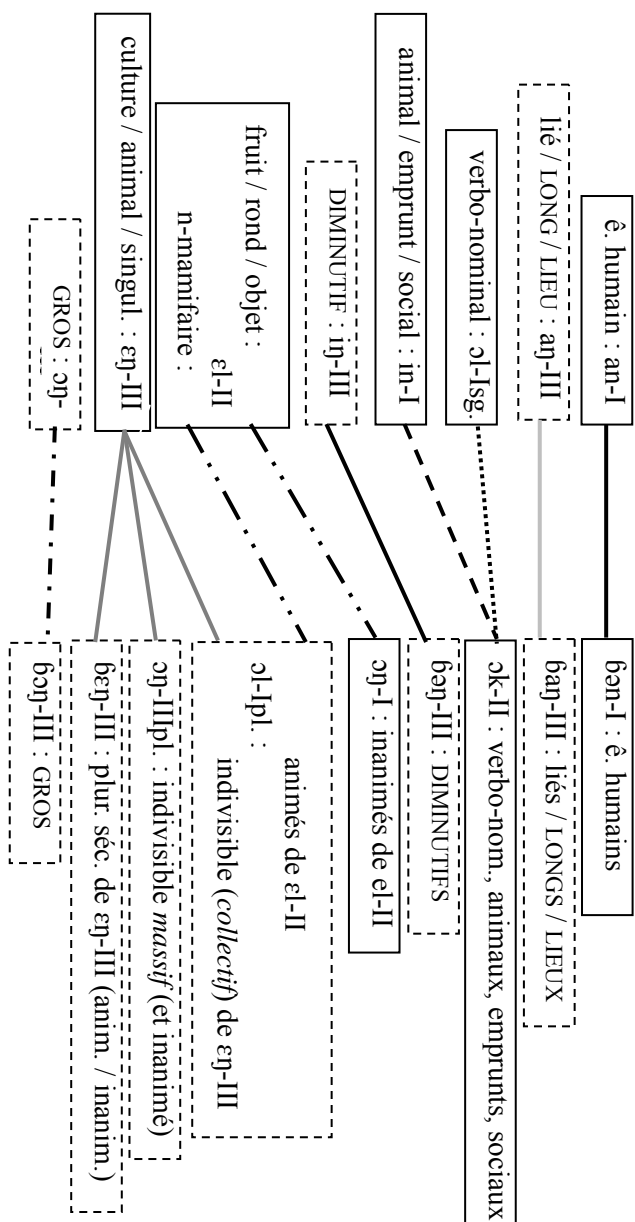 ê. humain : an-I
ɓən-I : ê. humains
lié / LONG / LIEU : aŋ-III
ɓaŋ-III : liés / LONGS / LIEUX
verbo-nominal : ɔl-Isg.
ɔk-II : verbo-nom., animaux, emprunts, sociaux
animal / emprunt / social : in-I
DIMINUTIF : iŋ-III
ɓəŋ-III : DIMINUTIFS
fruit / rond / objet :
ɛl-II
n-mamifaire :
ɔŋ-I : inanimés de el-II
animés de ɛl-II
ɔl-Ipl. :
indivisible (collectif) de ɛŋ-III
culture / animal / singul. : ɛŋ-III
ɔŋ-IIIpl. : indivisible massif (et inanimé)
ɓɛŋ-III : plur. séc. de ɛŋ-III (anim. / inanim.)
GROS : ɔŋ-
ɓɔŋ-III : GROS